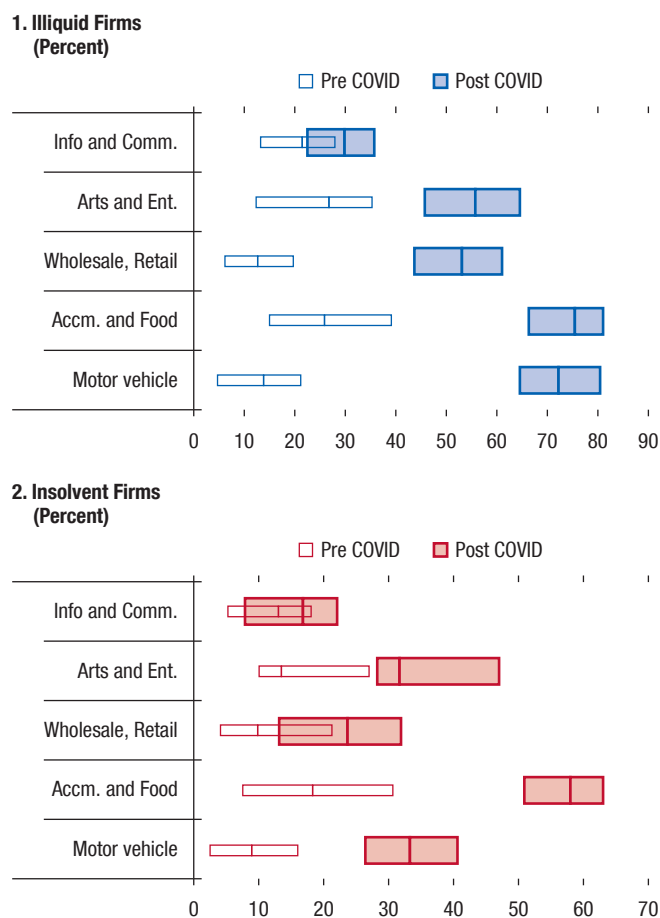 1. Illiquid Firms
(Percent)
Pre COVID Post COVID
Info and Comm.
Arts and Ent.
Wholesale, Retail
Accm. and Food
Motor vehicle
0 10 20 30 40 50 60 70 80 90
2. Insolvent Firms
(Percent)
Pre COVID Post COVID
Info and Comm.
Arts and Ent.
Wholesale, Retail
Accm. and Food
Motor vehicle
0 10 20 30 40 50 60 70